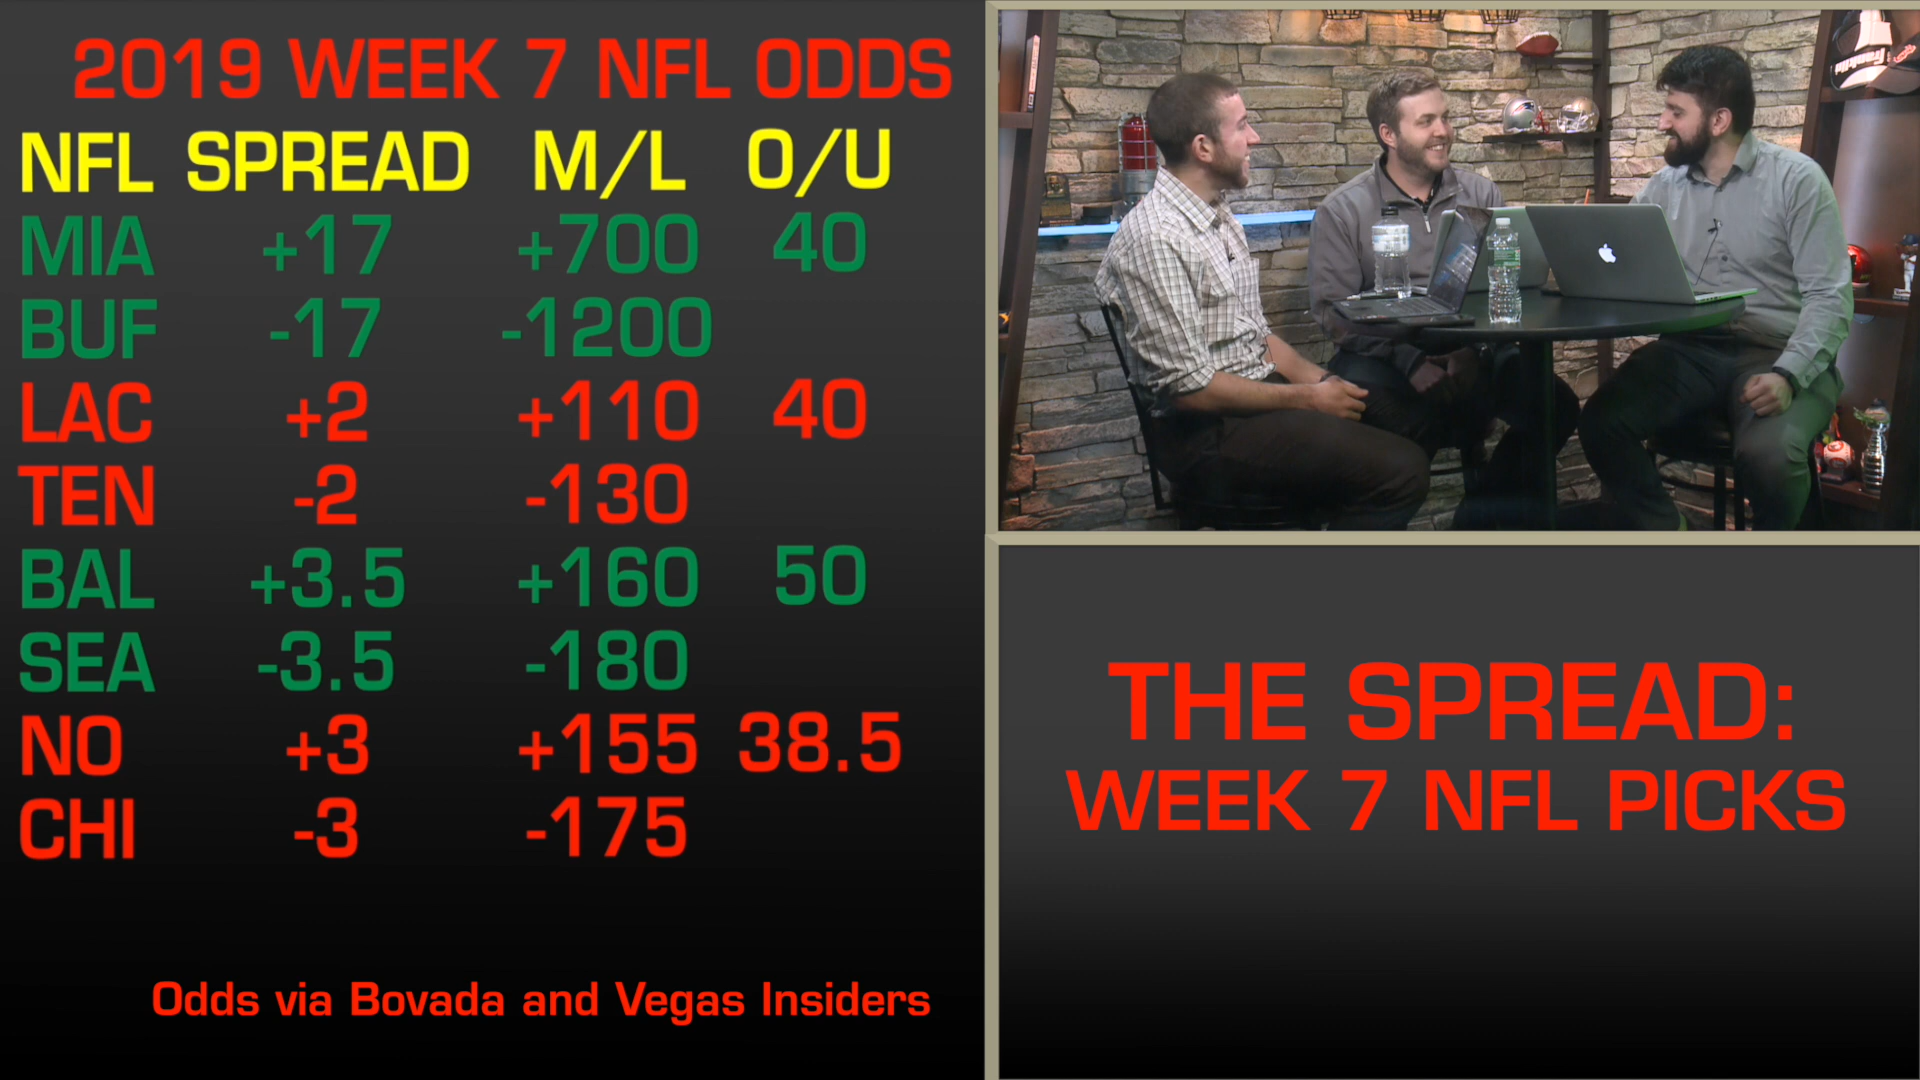 2019 WEEK 7 NFL ODDS
NFL SPREAD M/L O/U
MIA +17 +700 40
BUF -17 -1200
LAC +2 +110 40
TEN -2 -130
BAL +3.5 +160 50
SEA -3.5 -180
NO +3 +155 38.5
CHI -3 -175
Odds via Bovada and Vegas Insiders
Franklin
THE SPREAD:
WEEK 7 NFL PICKS